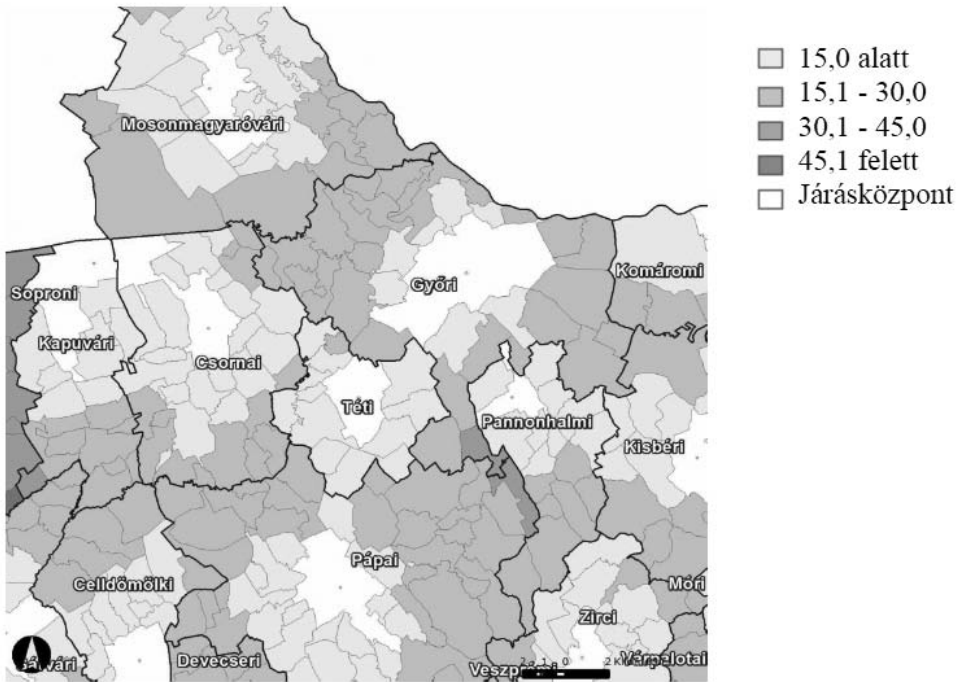 15,0 alatt
15,1 - 30,0
30,1 - 45,0
45,1 felett
Járásközpont
Mosonmagyaróvári
Győri
Komáromi
Soproni
Kapuvári
Csornai
Téti
Pannonhalmi
Kisbéri
Pápai
Celldömölki
Zirci
Móri
Devecseri